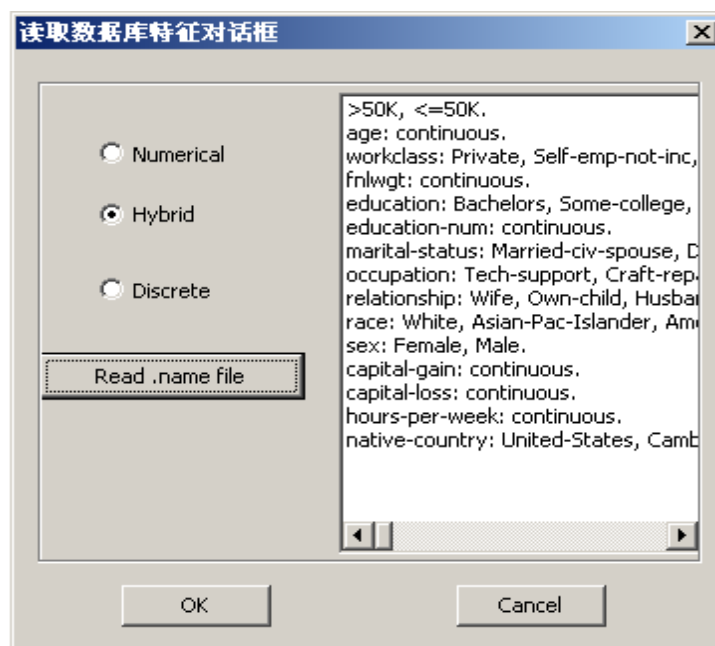 读取数据库特征对话框
Numerical
Hybrid
Discrete
Read .name file
>50K, <=50K.
age: continuous.
workclass: Private, Self-emp-not-inc,
fnlwgt: continuous.
education: Bachelors, Some-college,
education-num: continuous.
marital-status: Married-civ-spouse, D
occupation: Tech-support, Craft-repa
relationship: Wife, Own-child, Husba
race: White, Asian-Pac-Islander, Ame
sex: Female, Male.
capital-gain: continuous.
capital-loss: continuous.
hours-per-week: continuous.
native-country: United-States, Camb
OK
Cancel